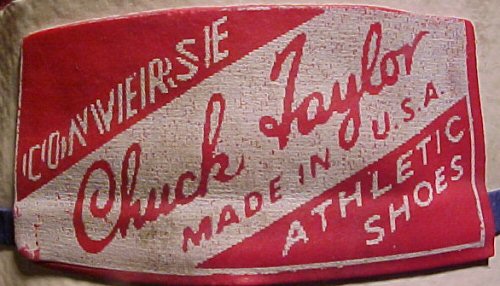 CONVERSE
Chuck Taylor
MADE IN U.S.A.
ATHLETIC
SHOES